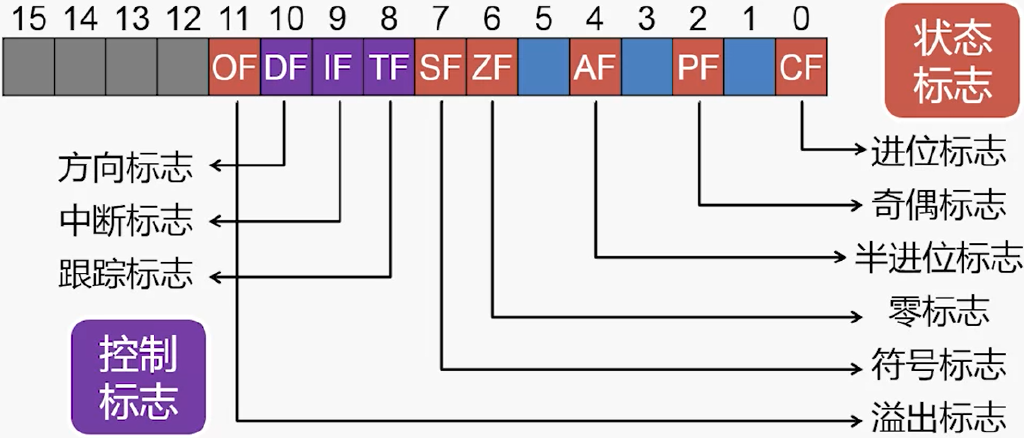 15 14 13 12 11 10 9 8 7 6 5 4 3 2 1 0
OF DF IF TF SF ZF AF PF CF
状态
标志
方向标志
中断标志
跟踪标志
控制
标志
进位标志
奇偶标志
半进位标志
零标志
符号标志
溢出标志